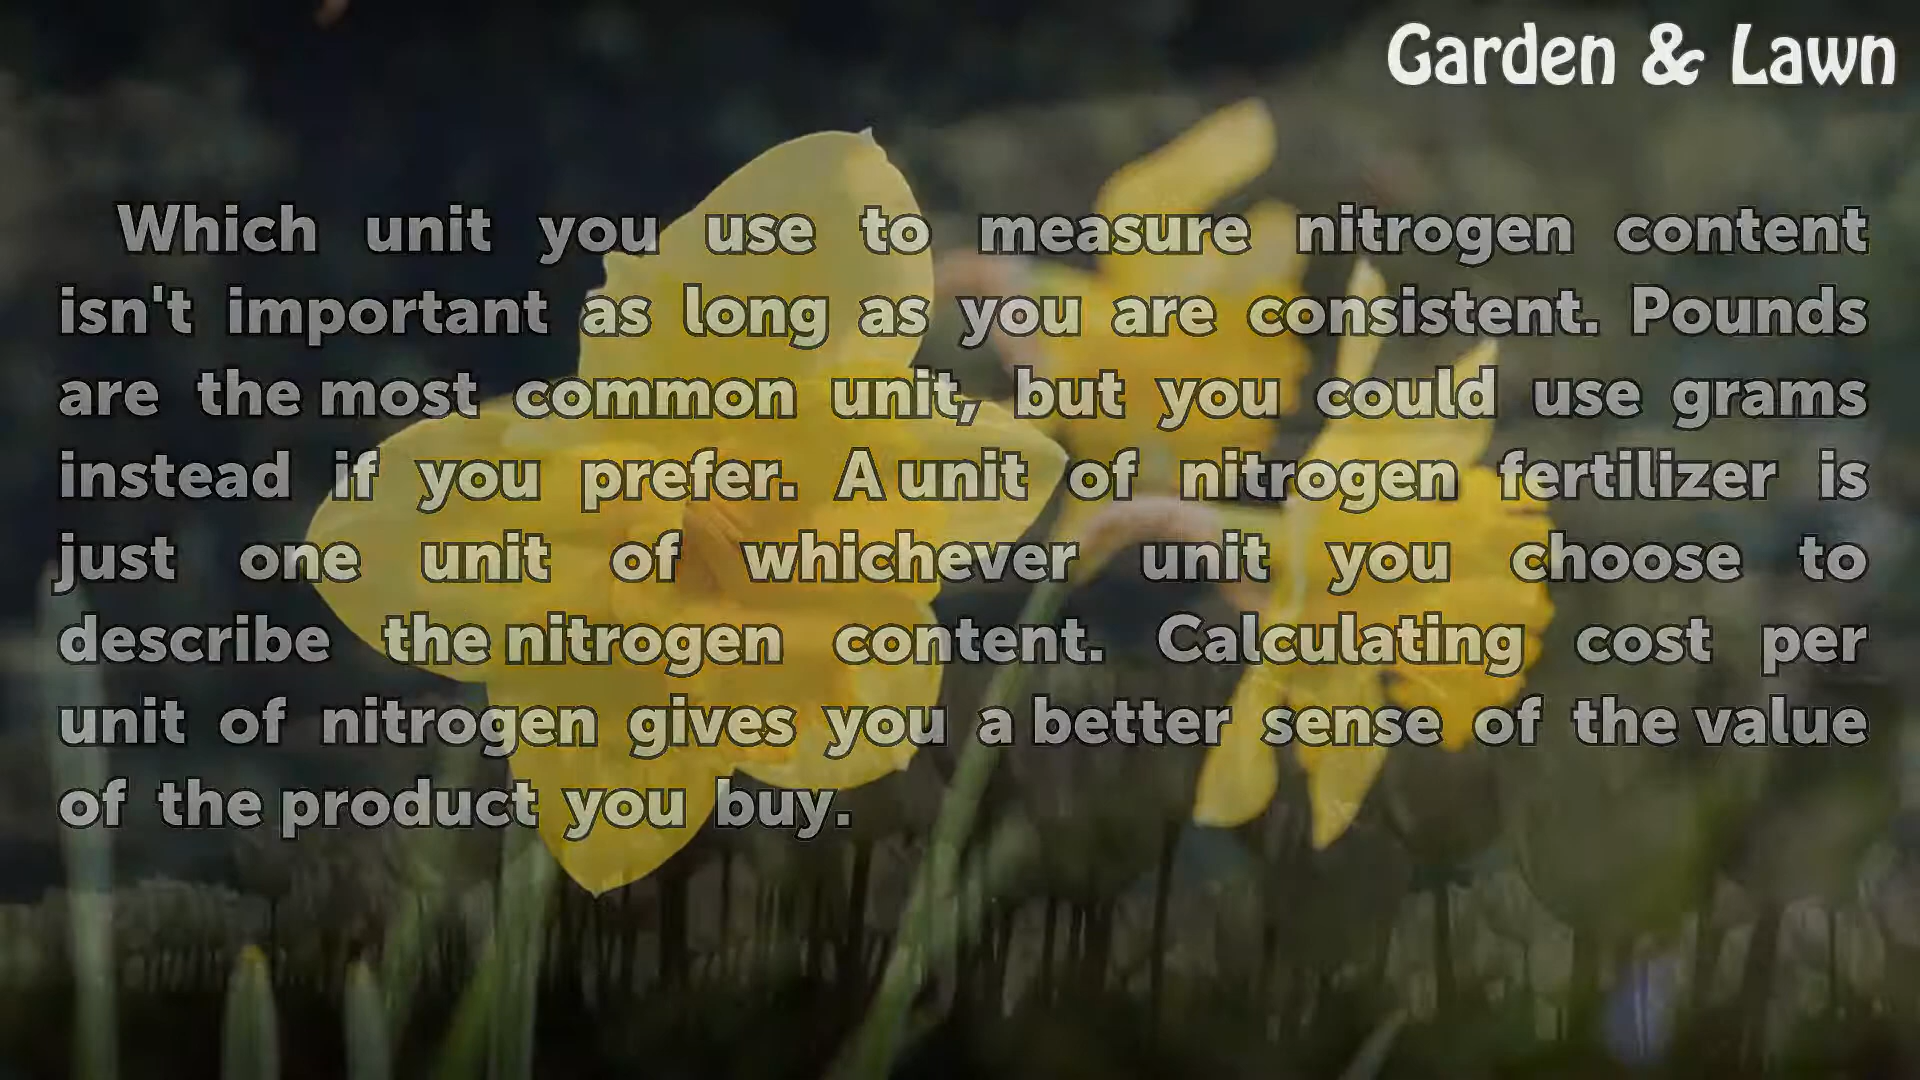 Garden & Lawn
Which unit you use to measure nitrogen content
isn't important as long as you are consistent. Pounds
are the most common unit, but you could use grams
instead if you prefer. A unit of nitrogen fertilizer is
just one unit of whichever unit you choose to
describe the nitrogen content. Calculating cost per
unit of nitrogen gives you a better sense of the value
of the product you buy.